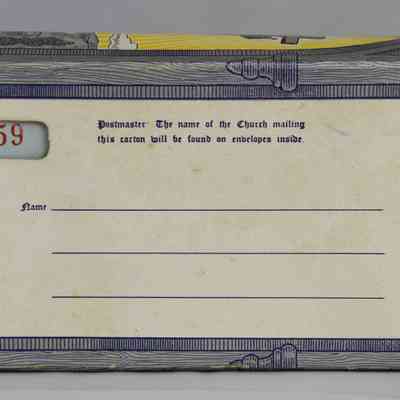 59
Postmaster: The name of the Church mailing
this carton will be found on envelopes inside.
Name